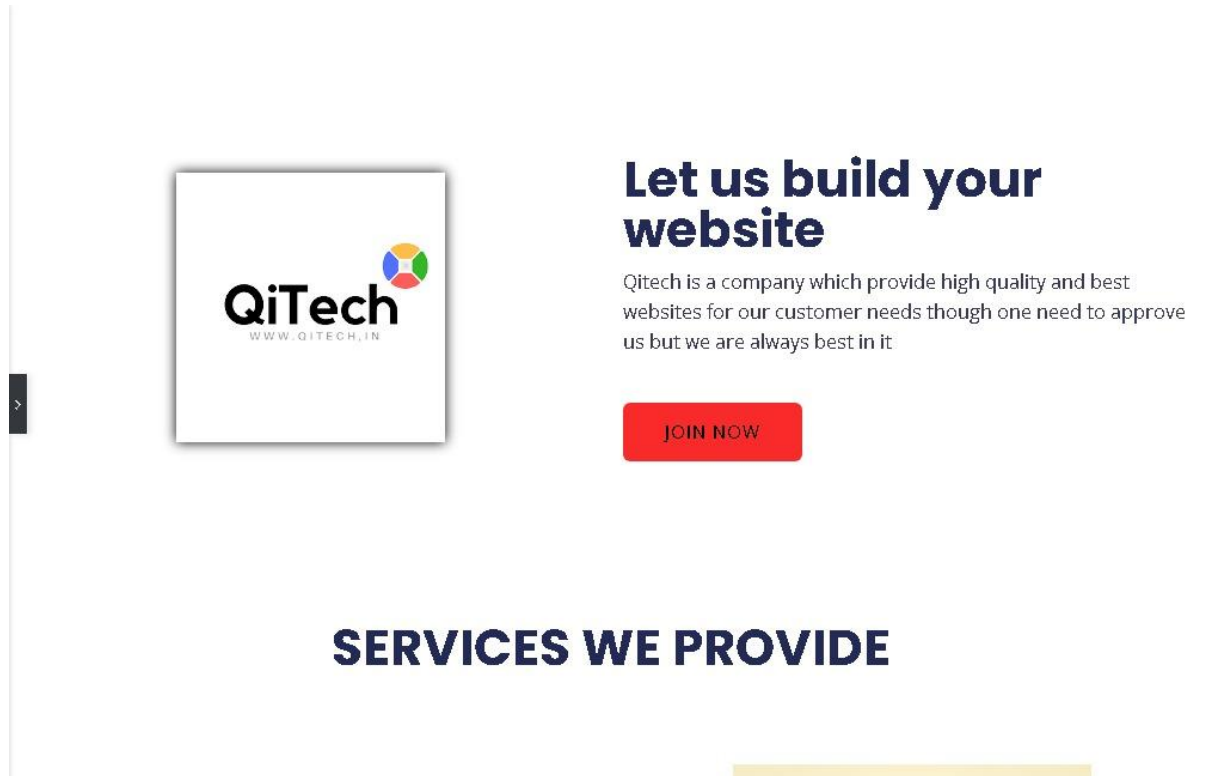 Let us build your
website
QiTech
WWW.QITECH,IN
Qitech is a company which provide high quality and best
websites for our customer needs though one need to approve
us but we are always best in it
JOIN NOW
SERVICES WE PROVIDE